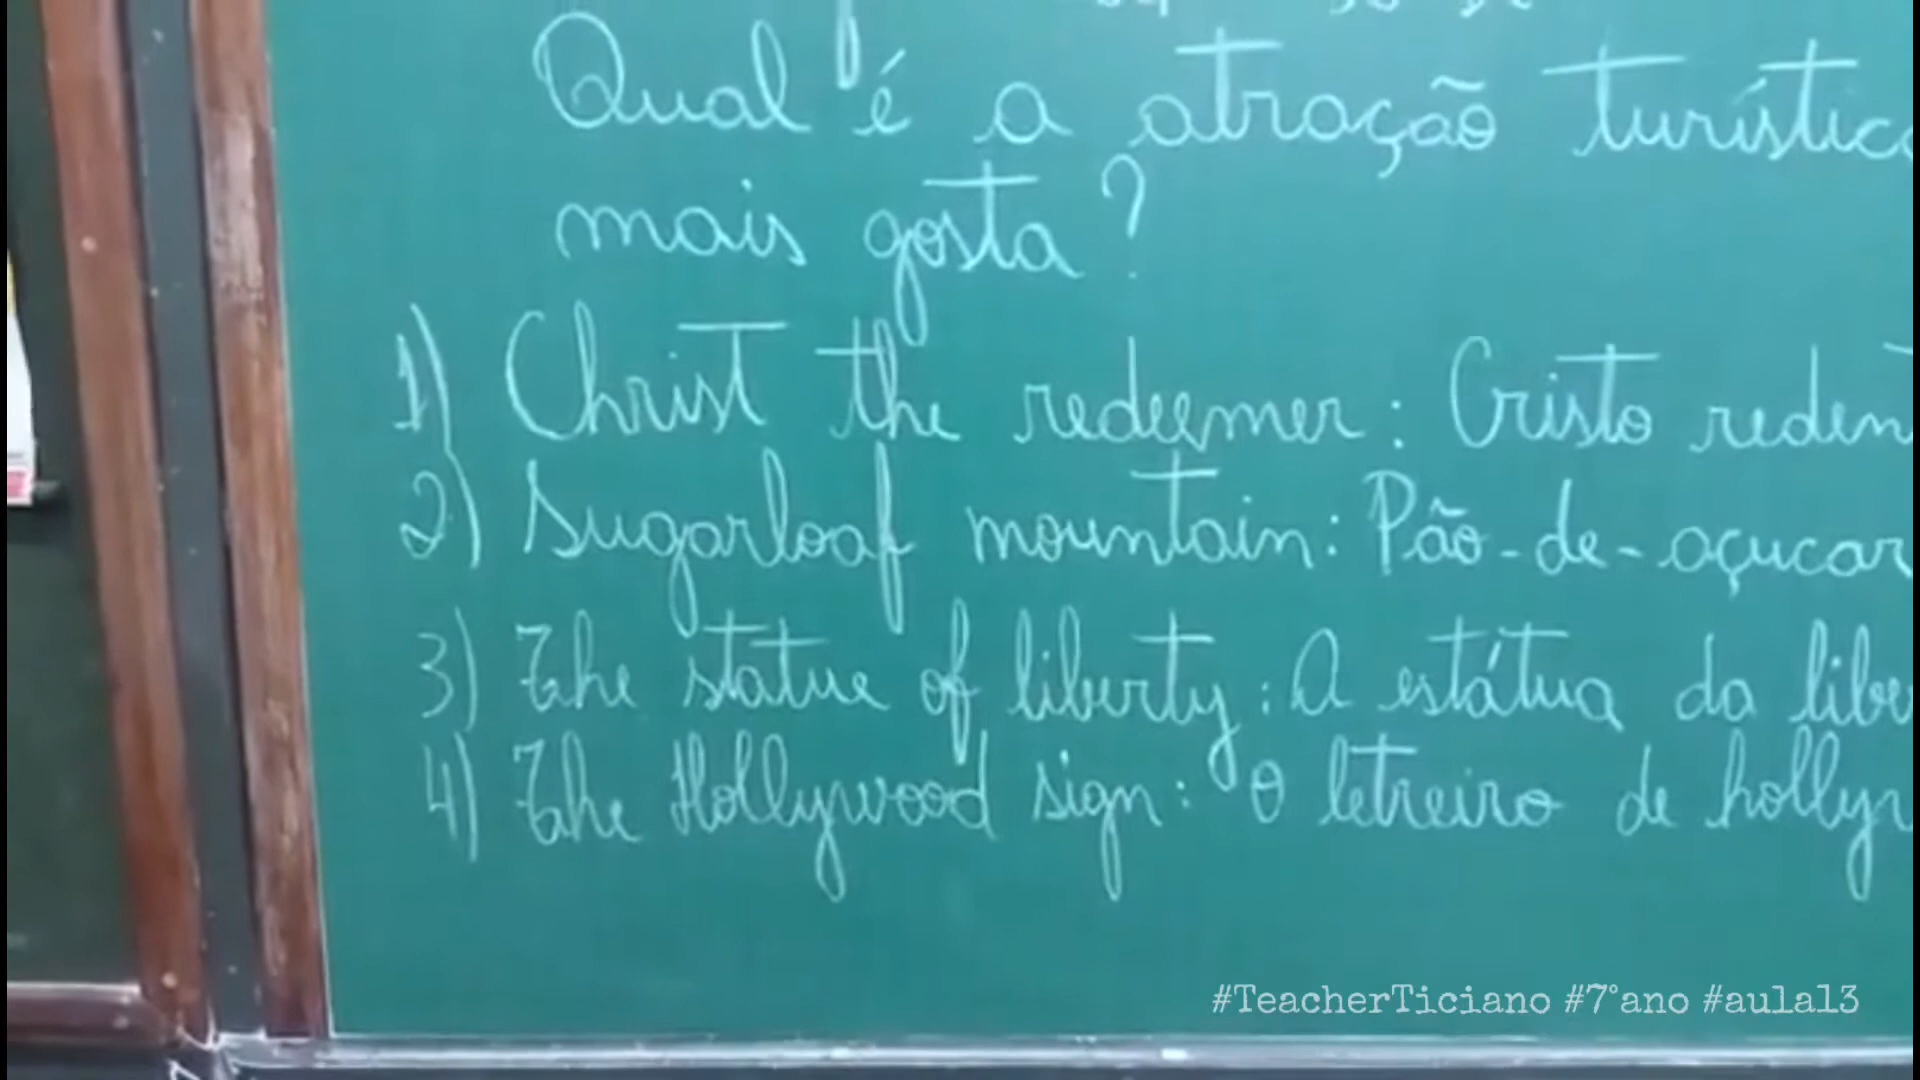 Qual é a atração turístic
mais gosta?
1) Christ the redeemer: Cristo reden
2) Sugarloaf mountain: Pão-de-açucar
3) The statue of liberty: A estátua da libe
4) The Hollywood sign: O letreiro de holly
#TeacherTiciano #7°ano #aula13